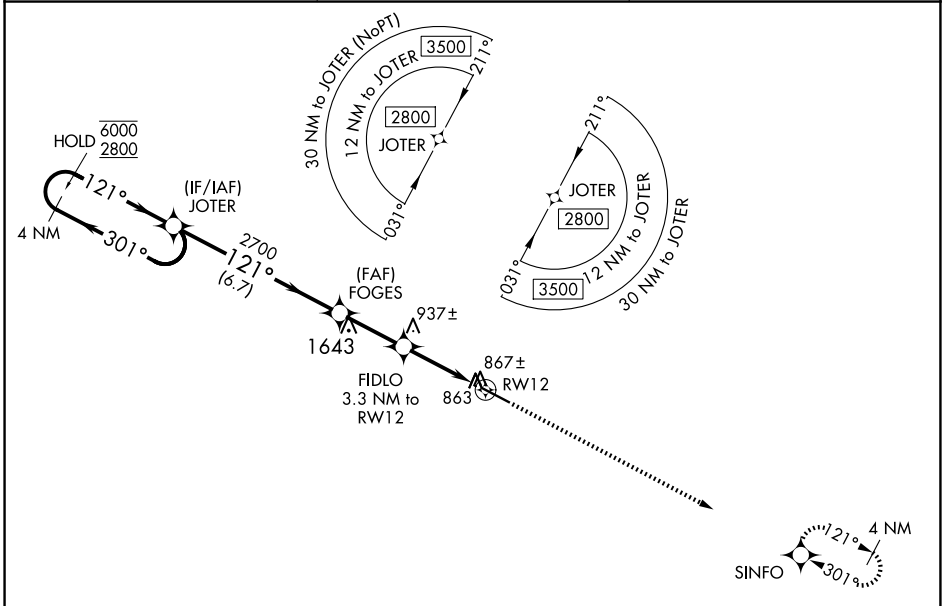 30 NM to JOTER (NoPT)
12 NM to JOTER
3500
211°
2800
JOTER
031°
211°
JOTER
2800
12 NM to JOTER
30 NM to JOTER
031°
3500
HOLD
6000
2800
121°
(IF/IAF)
JOTER
4 NM
301°
2700
121°
(6.7)
(FAF)
FOGES
937±
1643
FIDLO
3.3 NM to
RW12
867±
863
RW12
4 NM
121°
SINFO
301°